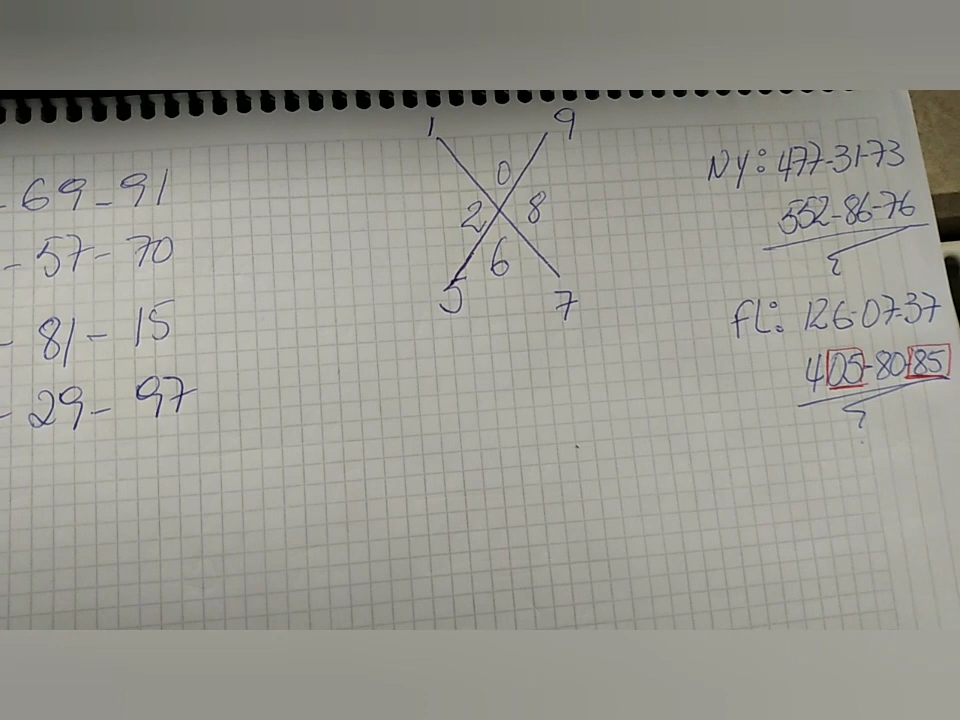 - 69 - 91
- 57 - 70
- 81 - 15
- 29 - 97
1 9
0
2 8
6
5 7
NY: 477-31-73
552-86-76
FL: 126-07-37
405-80-85